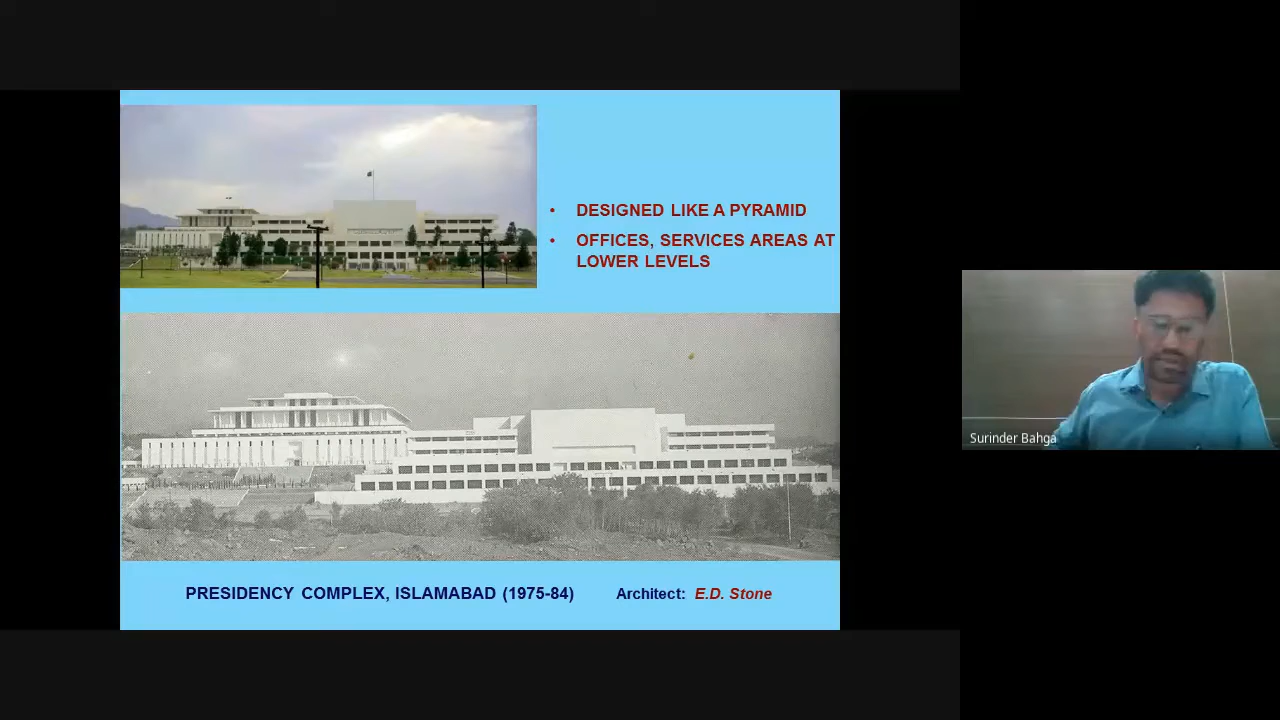 • DESIGNED LIKE A PYRAMID
• OFFICES, SERVICES AREAS AT
LOWER LEVELS
Surinder Bahga
PRESIDENCY COMPLEX, ISLAMABAD (1975-84) Architect: E.D. Stone